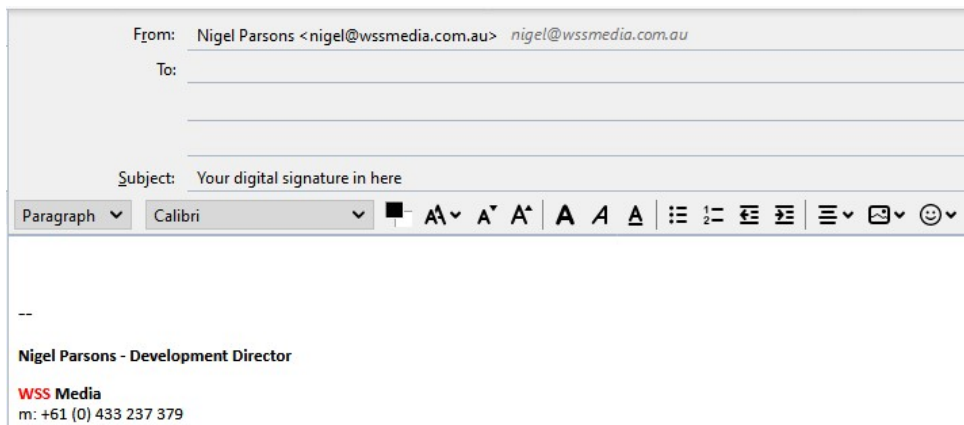 From: Nigel Parsons <nigel@wssmedia.com.au> nigel@wssmedia.com.au
To:
Subject: Your digital signature in here
Paragraph Calibri
--
Nigel Parsons - Development Director
WSS Media
m: +61 (0) 433 237 379